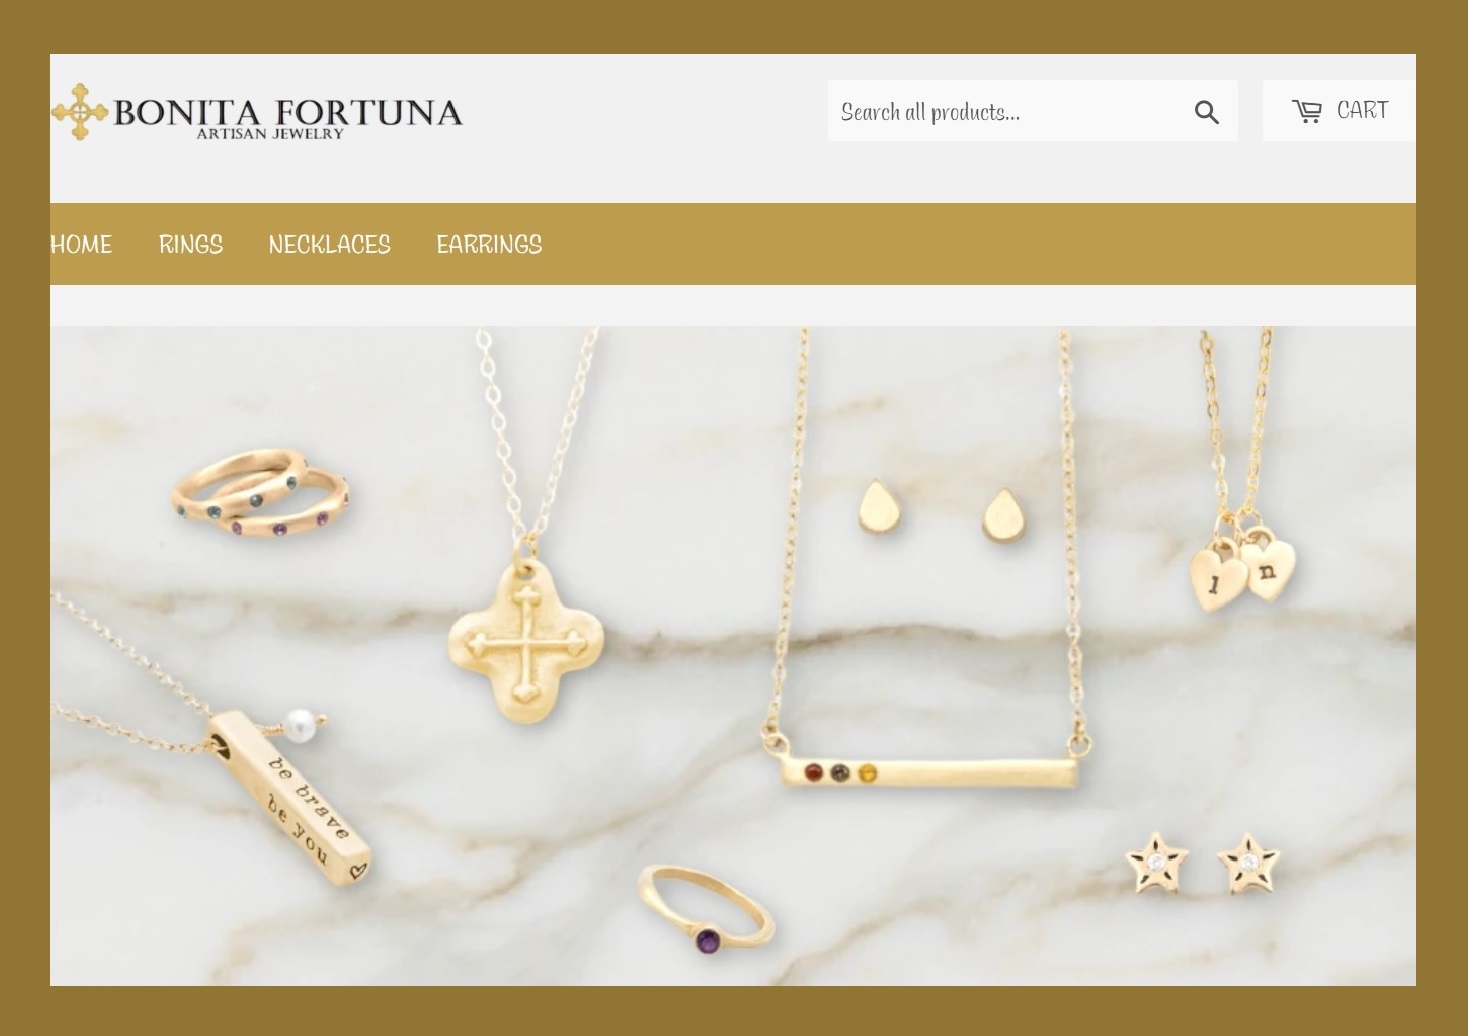 BONITA FORTUNA
ARTISAN JEWELRY
Search all products...
CART
HOME RINGS NECKLACES EARRINGS
l n
be brave
be you